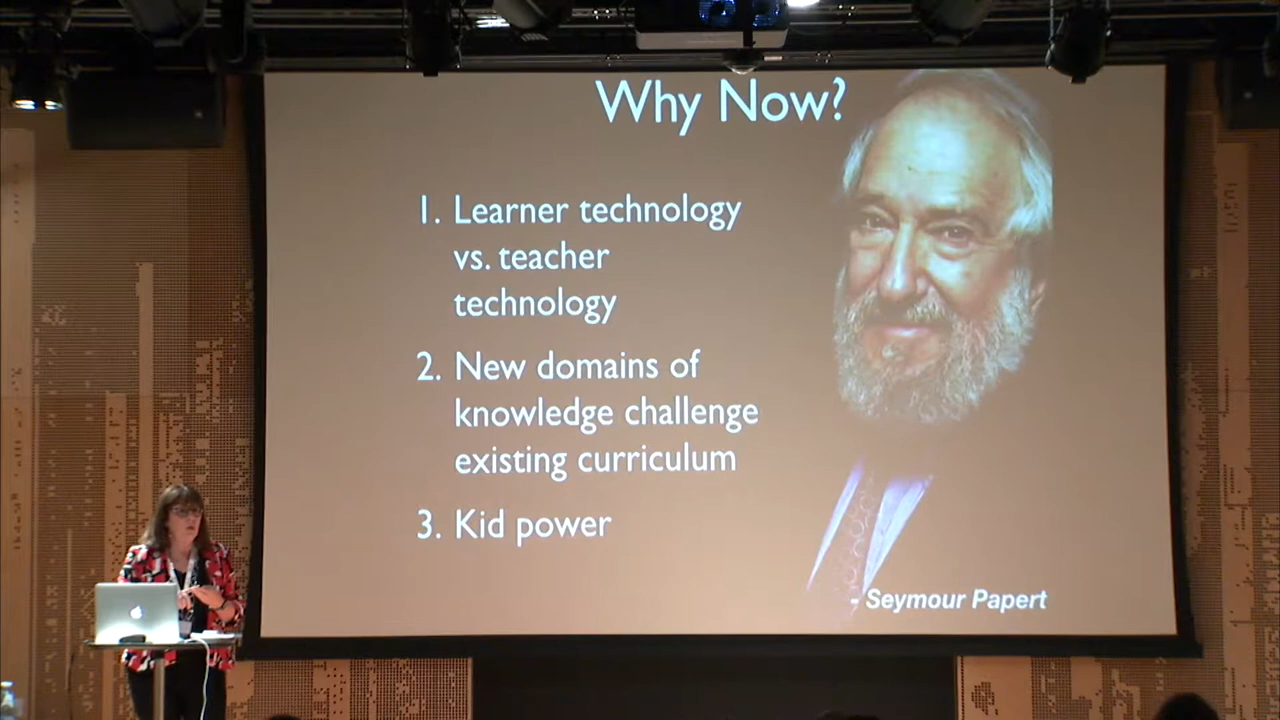 Why Now?
1. Learner technology
vs. teacher
technology
2. New domains of
knowledge challenge
existing curriculum
3. Kid power
- Seymour Papert